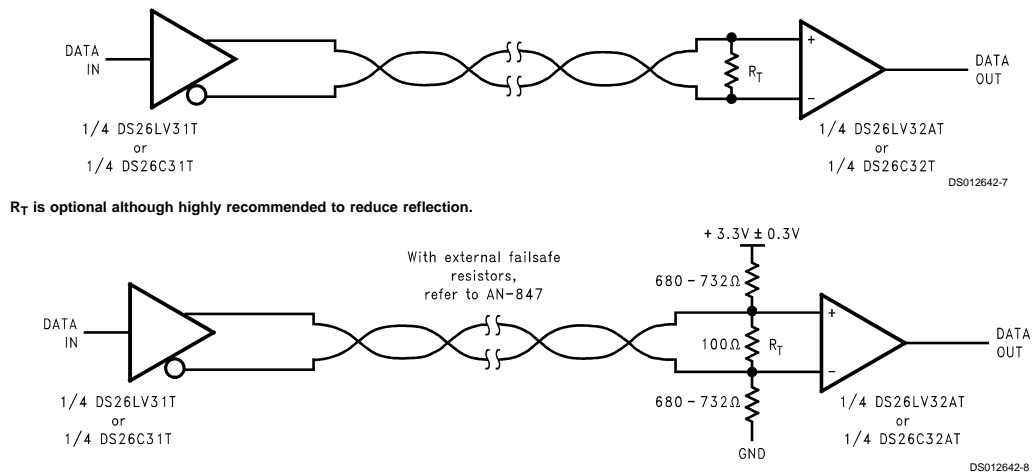 DATA
IN
+
R_T
−
DATA
OUT
1/4 DS26LV31T
or
1/4 DS26C31T
1/4 DS26LV32AT
or
1/4 DS26C32T
DS012642-7
R_T is optional although highly recommended to reduce reflection.
+ 3.3V ± 0.3V
With external failsafe
resistors,
refer to AN-847
680 – 732Ω
DATA
IN
+
100Ω R_T
−
DATA
OUT
680 – 732Ω
GND
1/4 DS26LV31T
or
1/4 DS26C31T
1/4 DS26LV32AT
or
1/4 DS26C32AT
DS012642-8